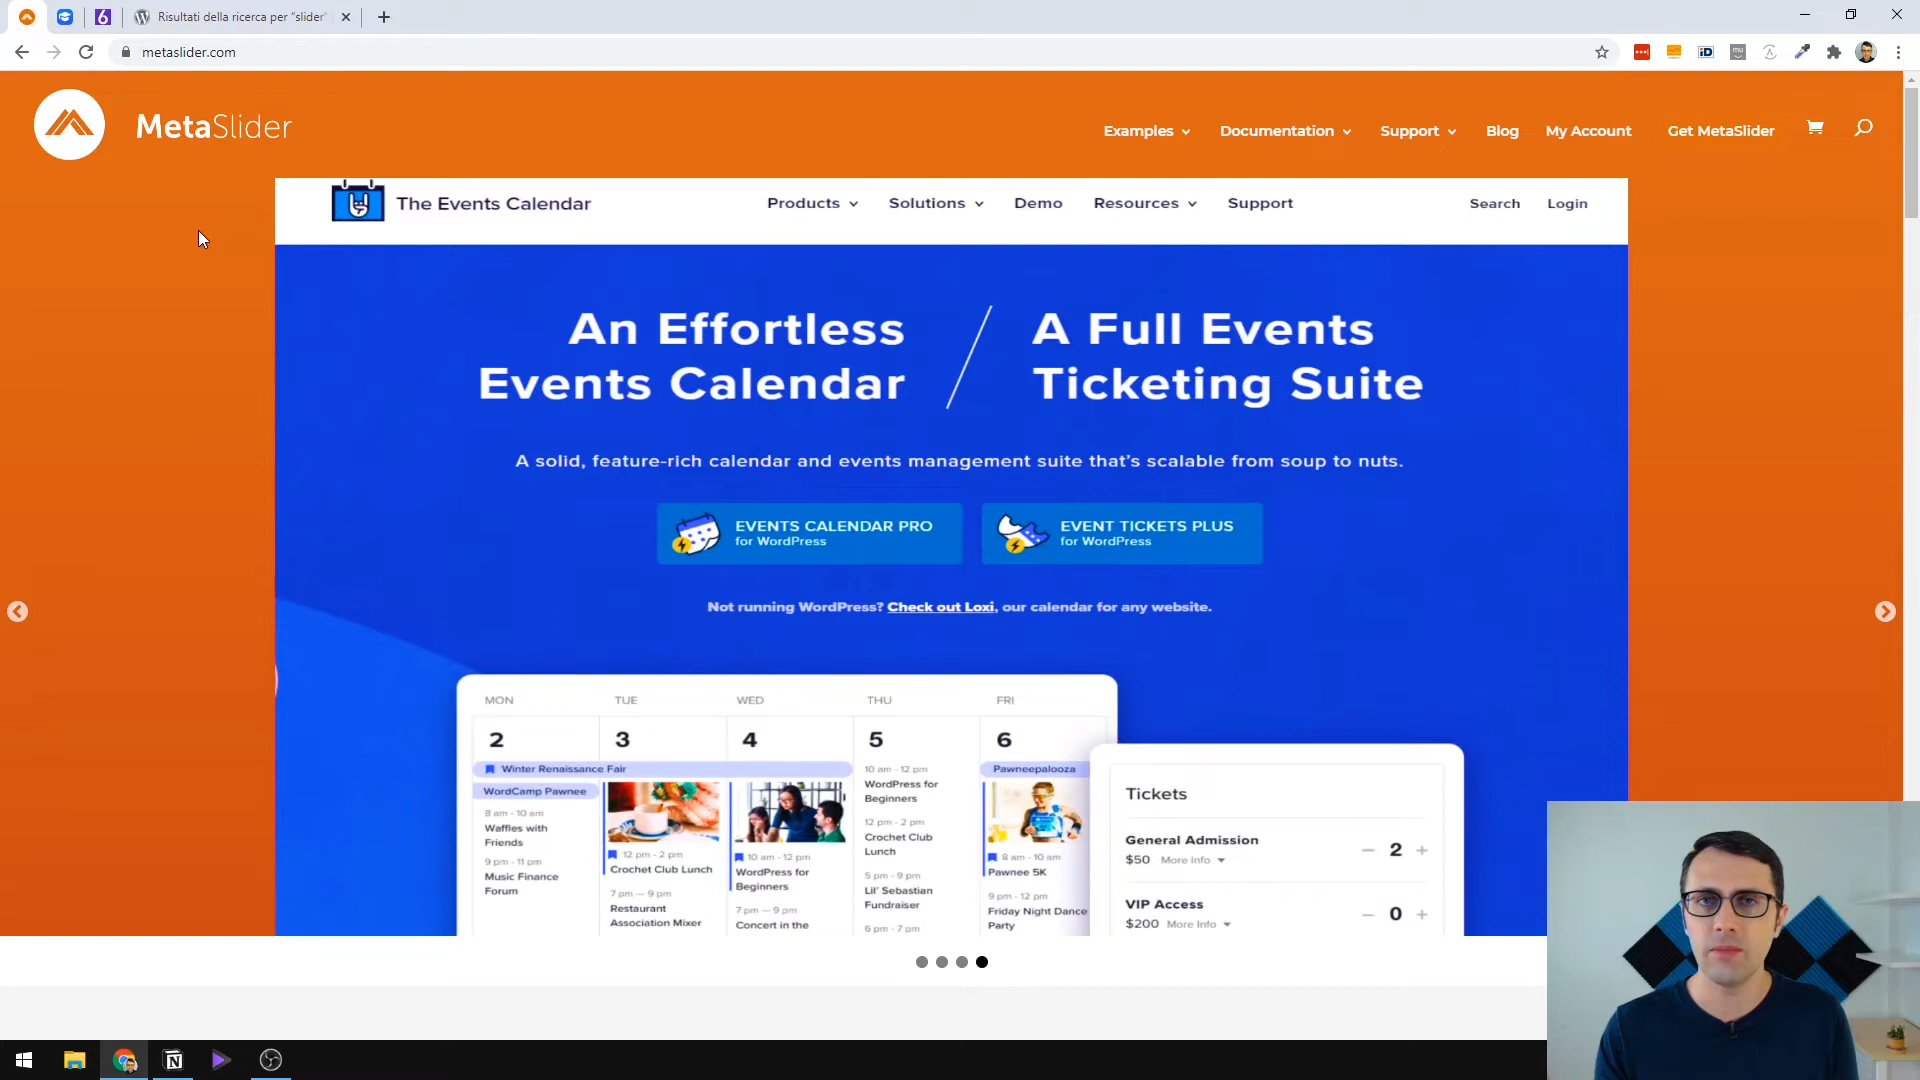 Risultati della ricerca per "slider"
metaslider.com
MetaSlider
Examples
Documentation
Support
Blog
My Account
Get MetaSlider
The Events Calendar
Products
Solutions
Demo
Resources
Support
Search
Login
An Effortless
Events Calendar
A Full Events
Ticketing Suite
A solid, feature-rich calendar and events management suite that's scalable from soup to nuts.
EVENTS CALENDAR PRO
for WordPress
EVENT TICKETS PLUS
for WordPress
Not running WordPress? Check out Loxi, our calendar for any website.
MON
TUE
WED
THU
FRI
2
3
4
5
6
Winter Renaissance Fair
WordCamp Pawnee
8 am - 10 am
Waffles with
Friends
9 pm - 11 pm
Music Finance
Forum
12 pm - 2 pm
Crochet Club Lunch
7 pm — 9 pm
Restaurant
Association Mixer
10 am - 12 pm
WordPress for
Beginners
7 pm — 9 pm
Concert in the
10 am - 12 pm
WordPress for
Beginners
12 pm - 2 pm
Crochet Club
Lunch
5 pm - 9 pm
Lil' Sebastian
Fundraiser
6 pm - 7 pm
Pawneepalooza
8 am - 10 am
Pawnee 5K
9 pm - 12 pm
Friday Night Dance
Party
Tickets
General Admission
$50 More Info
2
VIP Access
$200 More Info
0